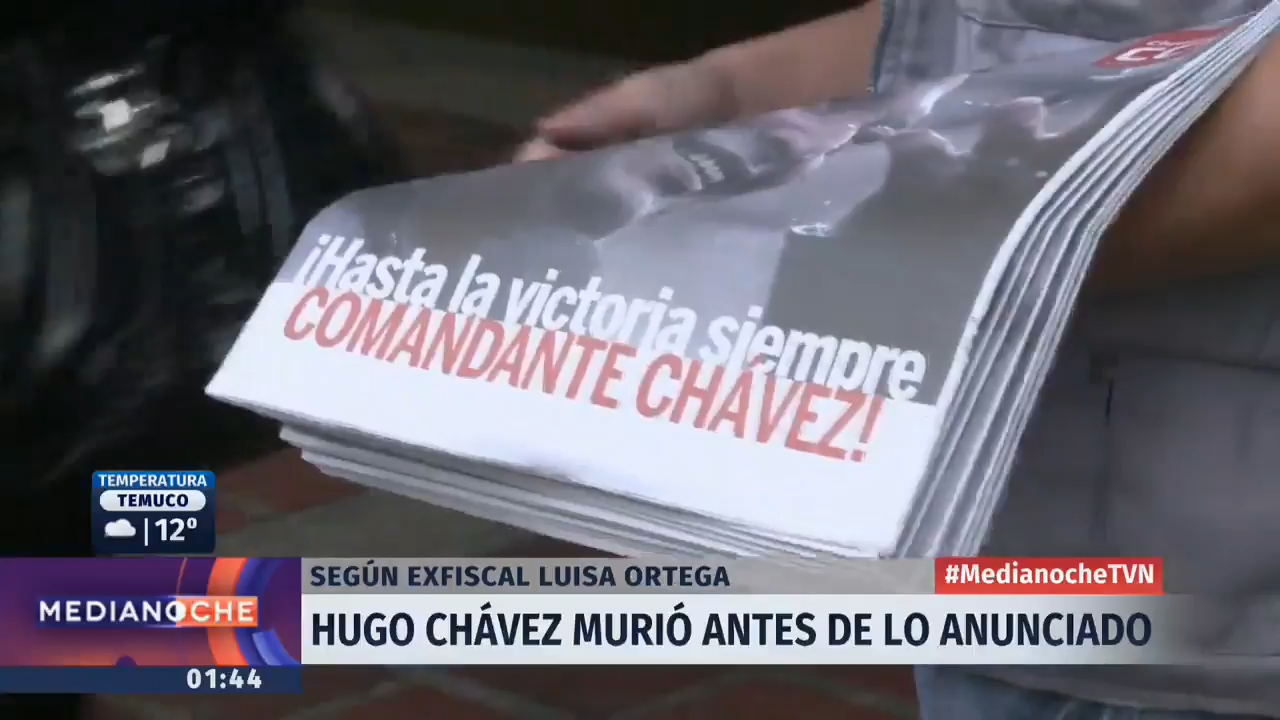 ¡Hasta la victoria siempre
COMANDANTE CHÁVEZ!
TEMPERATURA
TEMUCO
12º
SEGÚN EXFISCAL LUISA ORTEGA
#MedianocheTVN
MEDIANOCHE
HUGO CHÁVEZ MURIÓ ANTES DE LO ANUNCIADO
01:44